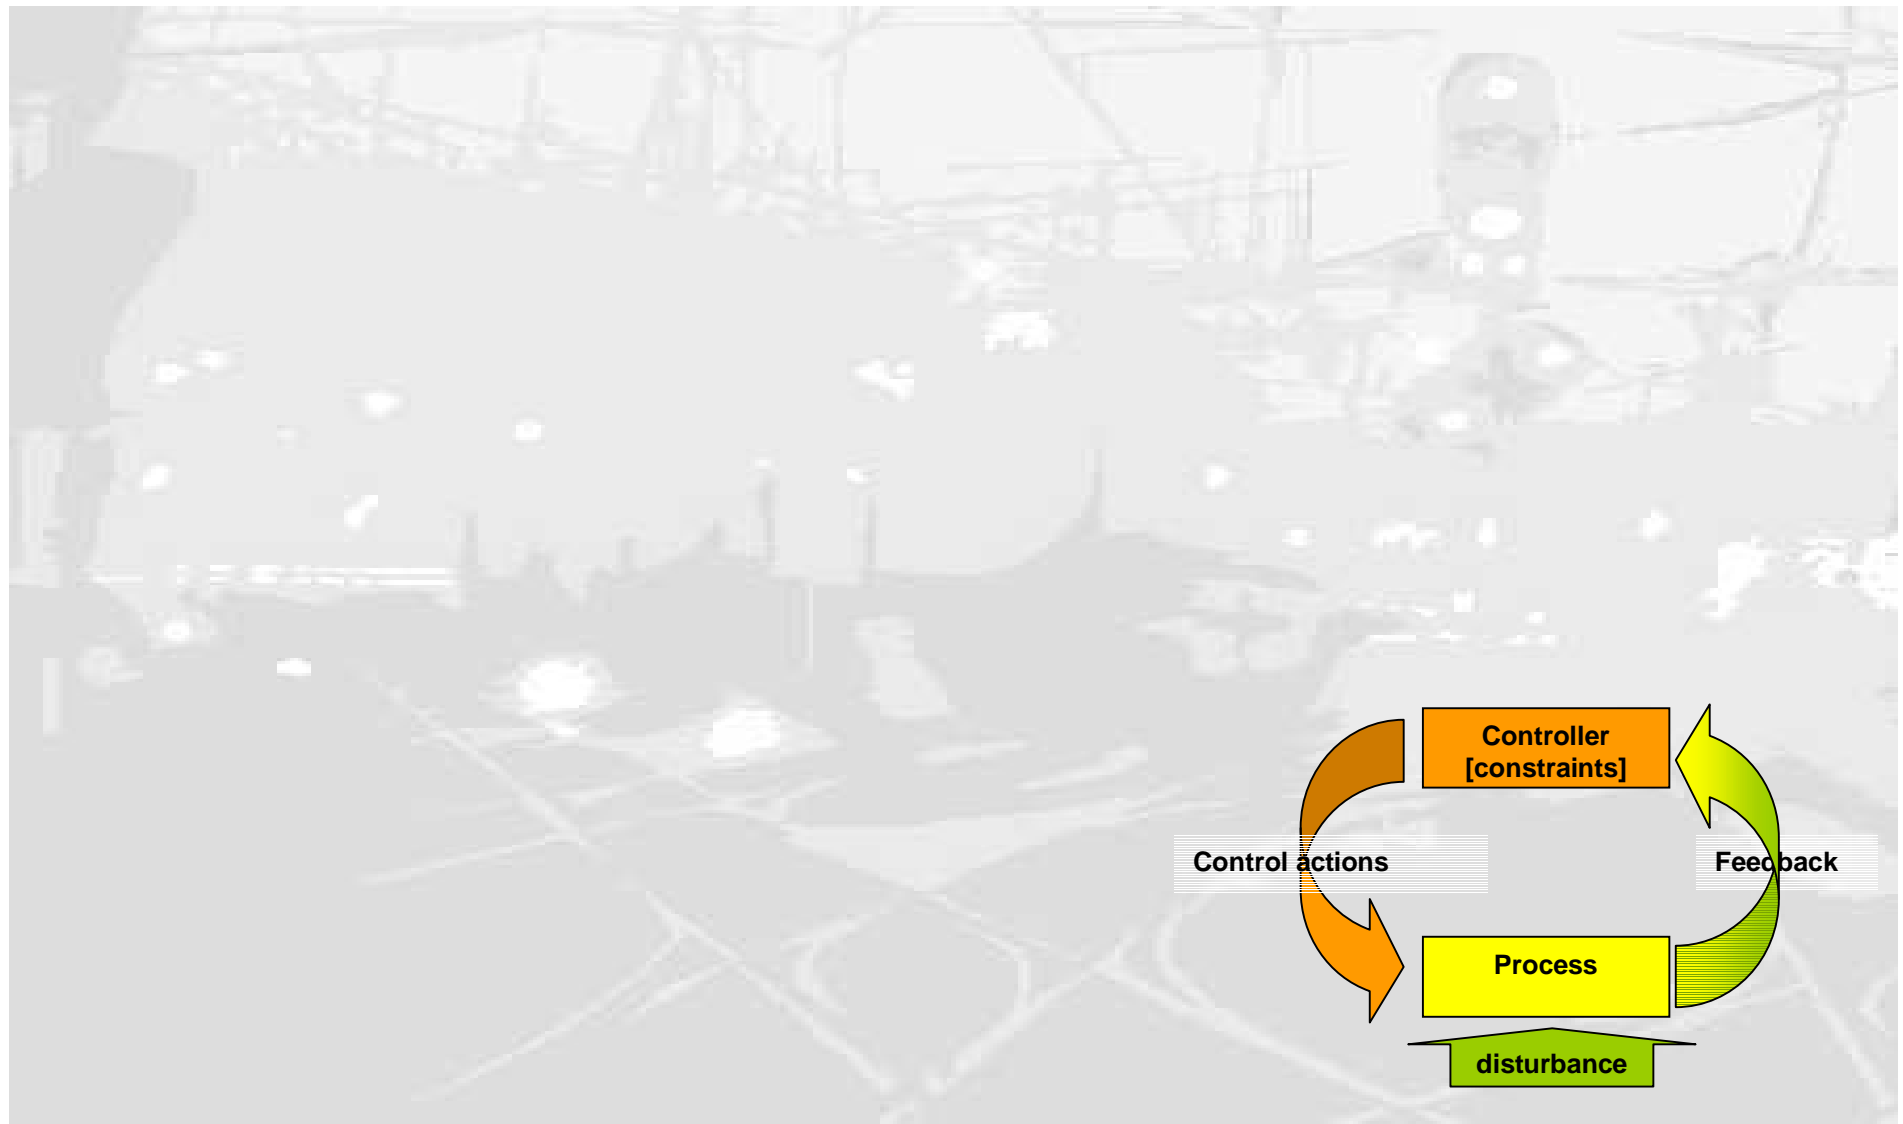 Controller
[constraints]
Control actions
Feedback
Process
disturbance